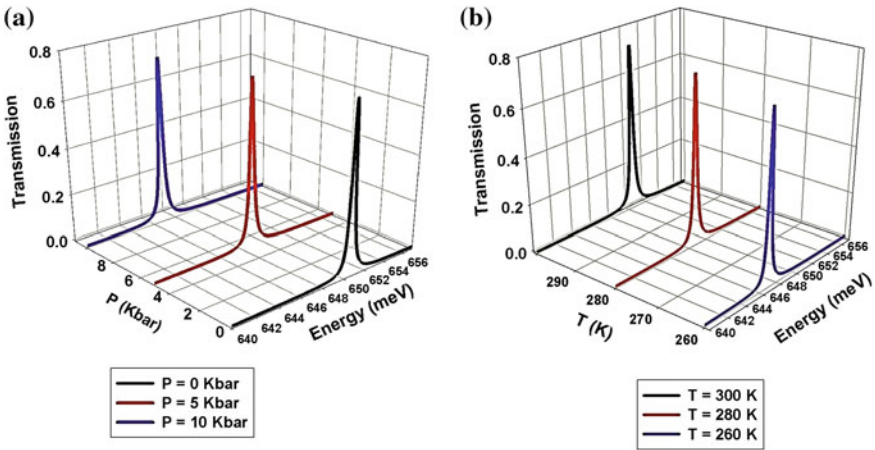 (a)
Transmission
0.8
0.6
0.4
0.2
0.0
8
6
4
2
0
P (Kbar)
640
642
644
646
648
650
652
654
656
Energy (meV)
P = 0 Kbar
P = 5 Kbar
P = 10 Kbar
(b)
Transmission
0.8
0.6
0.4
0.2
0.0
290
280
270
260
T (K)
640
642
644
646
648
650
652
654
656
Energy (meV)
T = 300 K
T = 280 K
T = 260 K